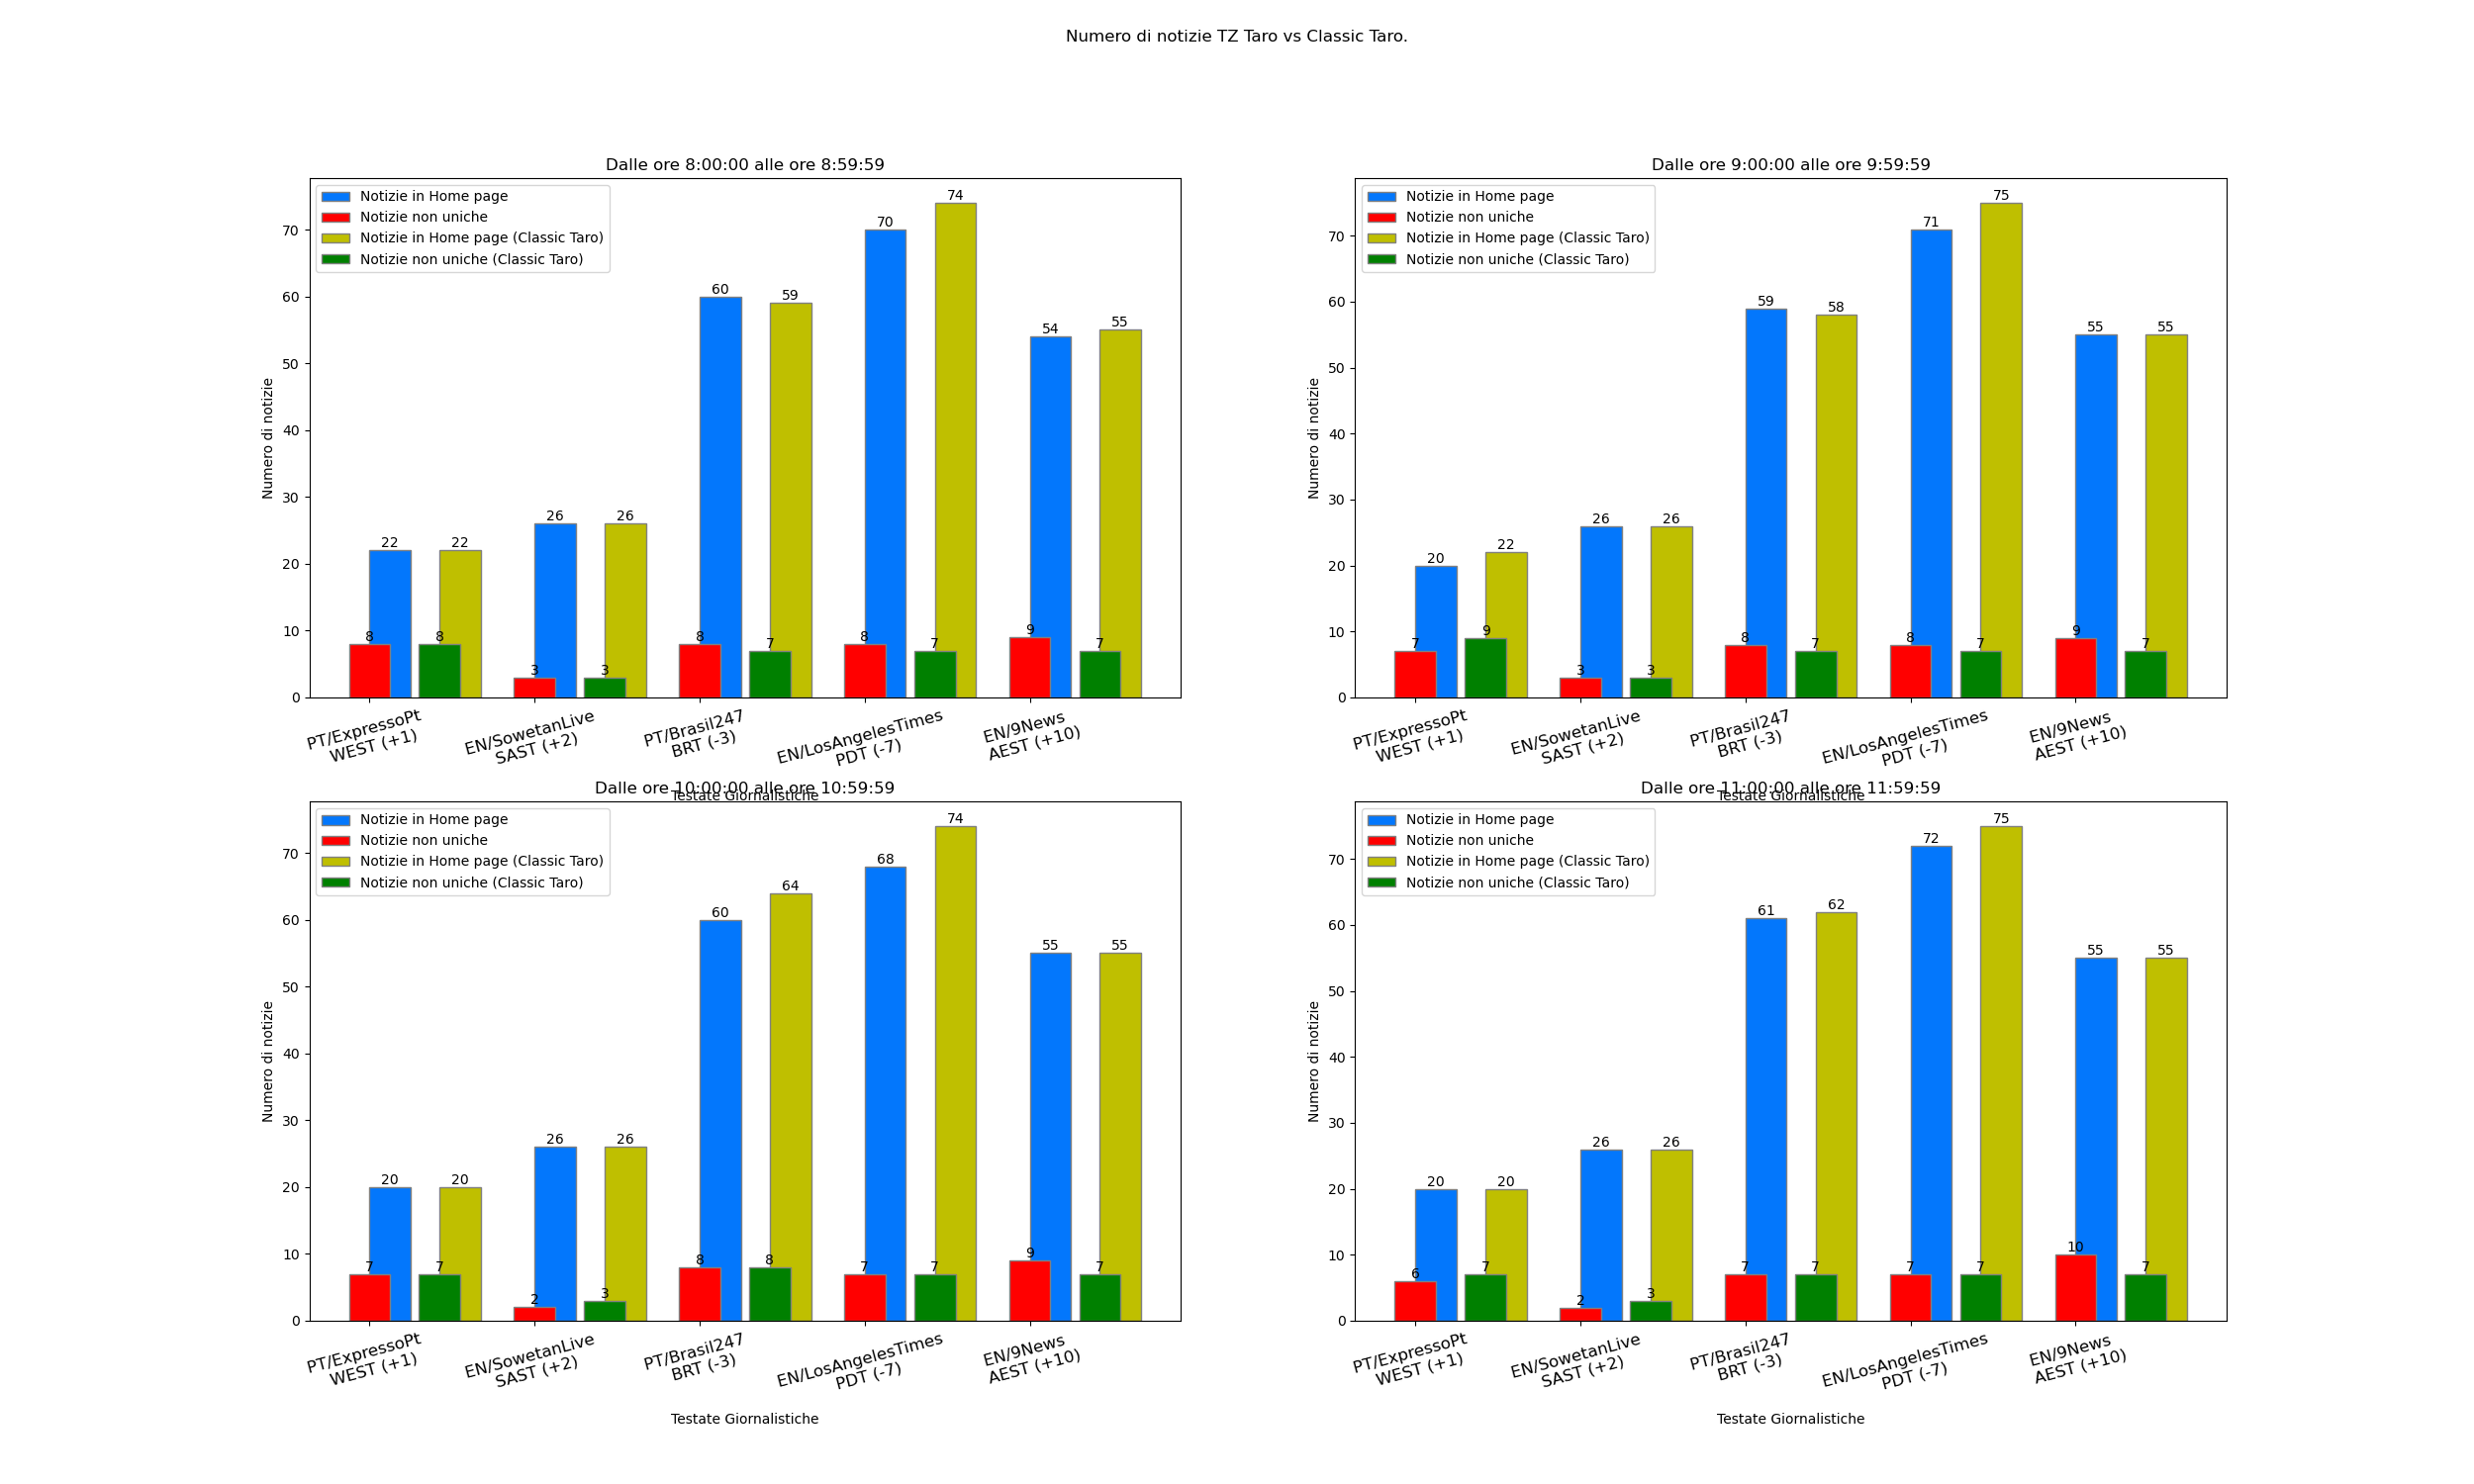 Numero di notizie TZ Taro vs Classic Taro.
Dalle ore 8:00:00 alle ore 8:59:59
Notizie in Home page
Notizie non uniche
Notizie in Home page (Classic Taro)
Notizie non uniche (Classic Taro)
Numero di notizie
70
60
50
40
30
20
10
0
22 22 26 26 60 59 70 74 54 55
8 8 3 3 8 7 8 7 9 7
PT/ExpressoPt
WEST (+1)
EN/SowetanLive
SAST (+2)
PT/Brasil247
BRT (-3)
EN/LosAngelesTimes
PDT (-7)
EN/9News
AEST (+10)
Testate Giornalistiche
Dalle ore 9:00:00 alle ore 9:59:59
Notizie in Home page
Notizie non uniche
Notizie in Home page (Classic Taro)
Notizie non uniche (Classic Taro)
Numero di notizie
70
60
50
40
30
20
10
0
20 22 26 26 59 58 71 75 55 55
7 9 3 3 8 7 8 7 9 7
PT/ExpressoPt
WEST (+1)
EN/SowetanLive
SAST (+2)
PT/Brasil247
BRT (-3)
EN/LosAngelesTimes
PDT (-7)
EN/9News
AEST (+10)
Testate Giornalistiche
Dalle ore 10:00:00 alle ore 10:59:59
Notizie in Home page
Notizie non uniche
Notizie in Home page (Classic Taro)
Notizie non uniche (Classic Taro)
Numero di notizie
70
60
50
40
30
20
10
0
20 20 26 26 60 64 68 74 55 55
7 7 2 3 8 8 7 7 9 7
PT/ExpressoPt
WEST (+1)
EN/SowetanLive
SAST (+2)
PT/Brasil247
BRT (-3)
EN/LosAngelesTimes
PDT (-7)
EN/9News
AEST (+10)
Testate Giornalistiche
Dalle ore 11:00:00 alle ore 11:59:59
Notizie in Home page
Notizie non uniche
Notizie in Home page (Classic Taro)
Notizie non uniche (Classic Taro)
Numero di notizie
70
60
50
40
30
20
10
0
20 20 26 26 61 62 72 75 55 55
6 7 2 3 7 7 7 7 10 7
PT/ExpressoPt
WEST (+1)
EN/SowetanLive
SAST (+2)
PT/Brasil247
BRT (-3)
EN/LosAngelesTimes
PDT (-7)
EN/9News
AEST (+10)
Testate Giornalistiche